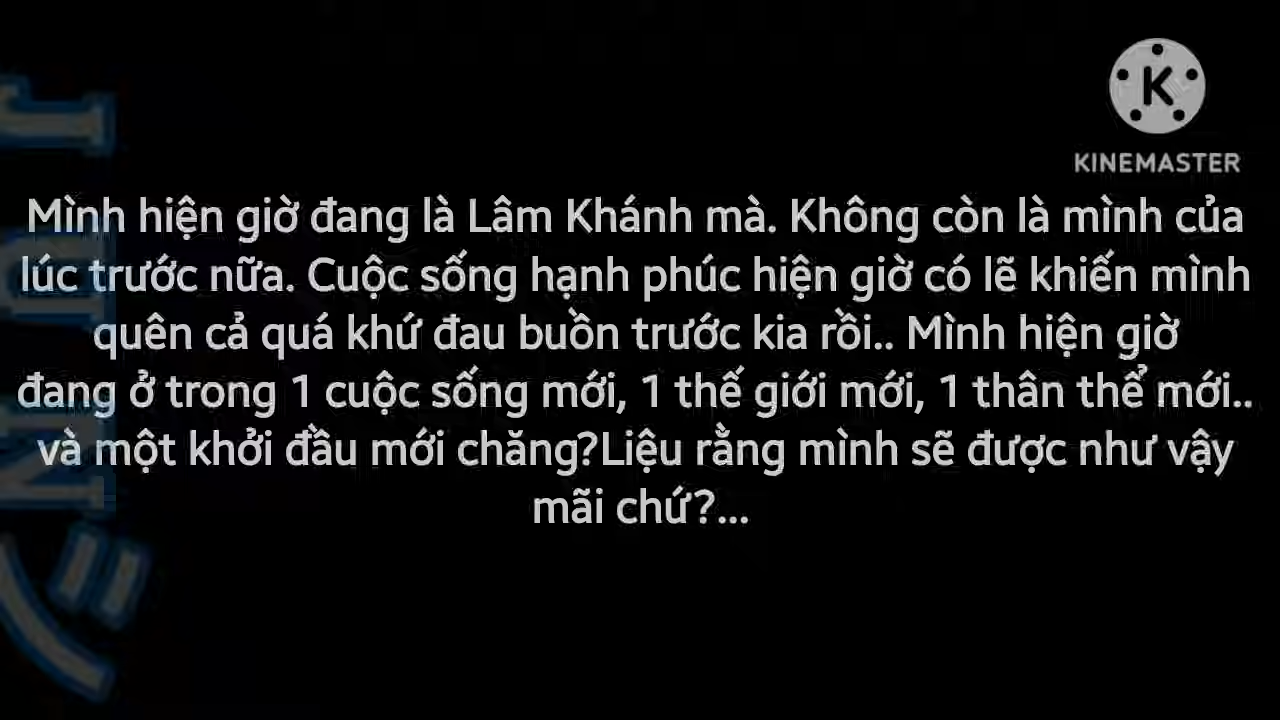 KINEMASTER
Mình hiện giờ đang là Lâm Khánh mà. Không còn là mình của
lúc trước nữa. Cuộc sống hạnh phúc hiện giờ có lẽ khiến mình
quên cả quá khứ đau buồn trước kia rồi.. Mình hiện giờ
đang ở trong 1 cuộc sống mới, 1 thế giới mới, 1 thân thể mới..
và một khởi đầu mới chăng?Liệu rằng mình sẽ được như vậy
mãi chứ?...